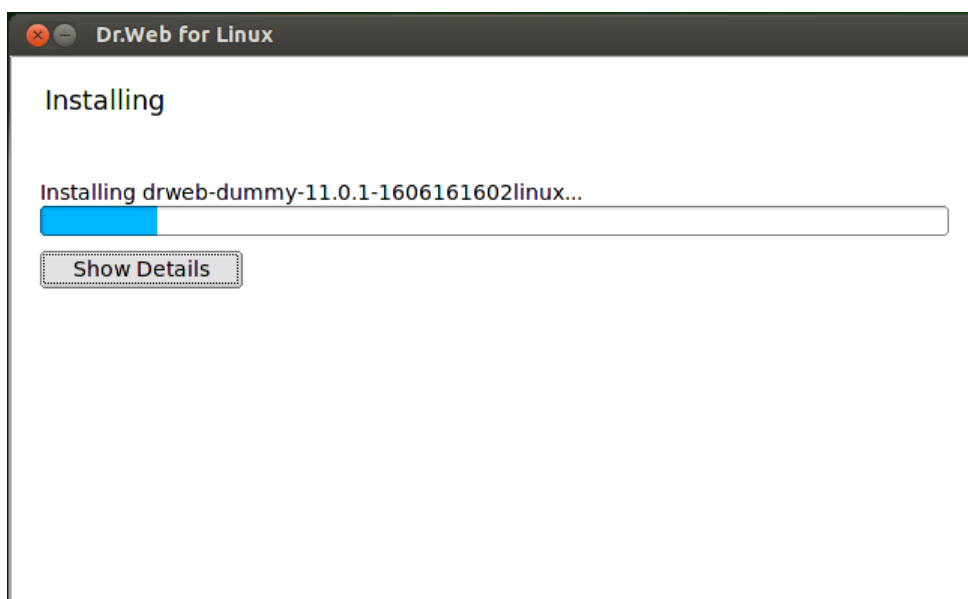 Dr.Web for Linux
Installing
Installing drweb-dummy-11.0.1-1606161602linux...
Show Details